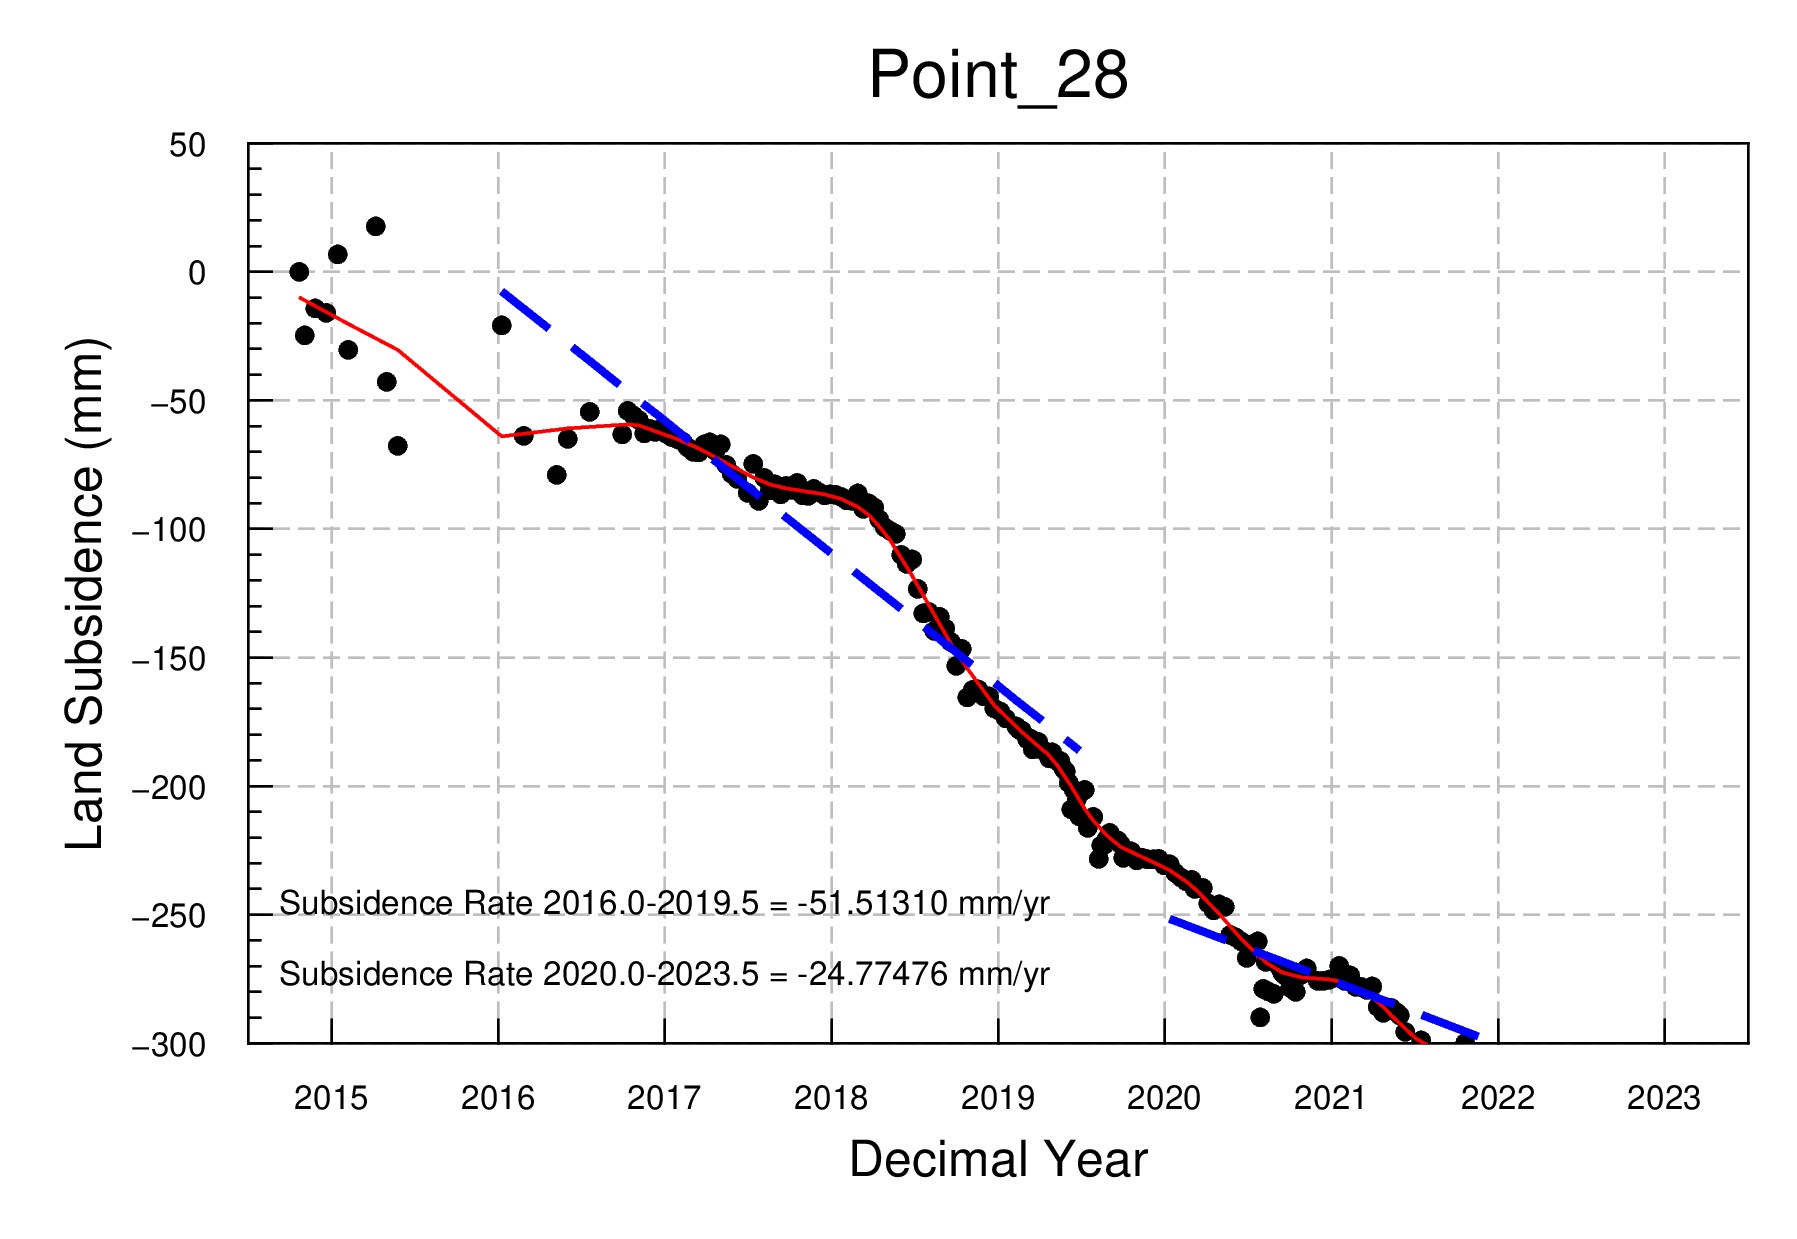 Point_28
50
0
−50
−100
−150
−200
−250
−300
Land Subsidence (mm)
Subsidence Rate 2016.0-2019.5 = -51.51310 mm/yr
Subsidence Rate 2020.0-2023.5 = -24.77476 mm/yr
2015 2016 2017 2018 2019 2020 2021 2022 2023
Decimal Year